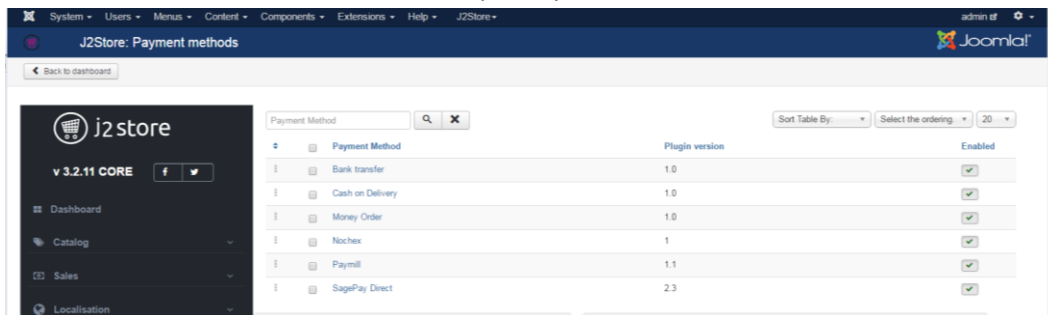 System Users Menus Content Components Extensions Help J2Store admin
J2Store: Payment methods Joomla!
Back to dashboard
j2store
v 3.2.11 CORE
Dashboard
Catalog
Sales
Localisation
Payment Method Sort Table By: Select the ordering. 20
Payment Method Plugin version Enabled
Bank transfer 1.0
Cash on Delivery 1.0
Money Order 1.0
Nochex 1
Paymill 1.1
SagePay Direct 2.3